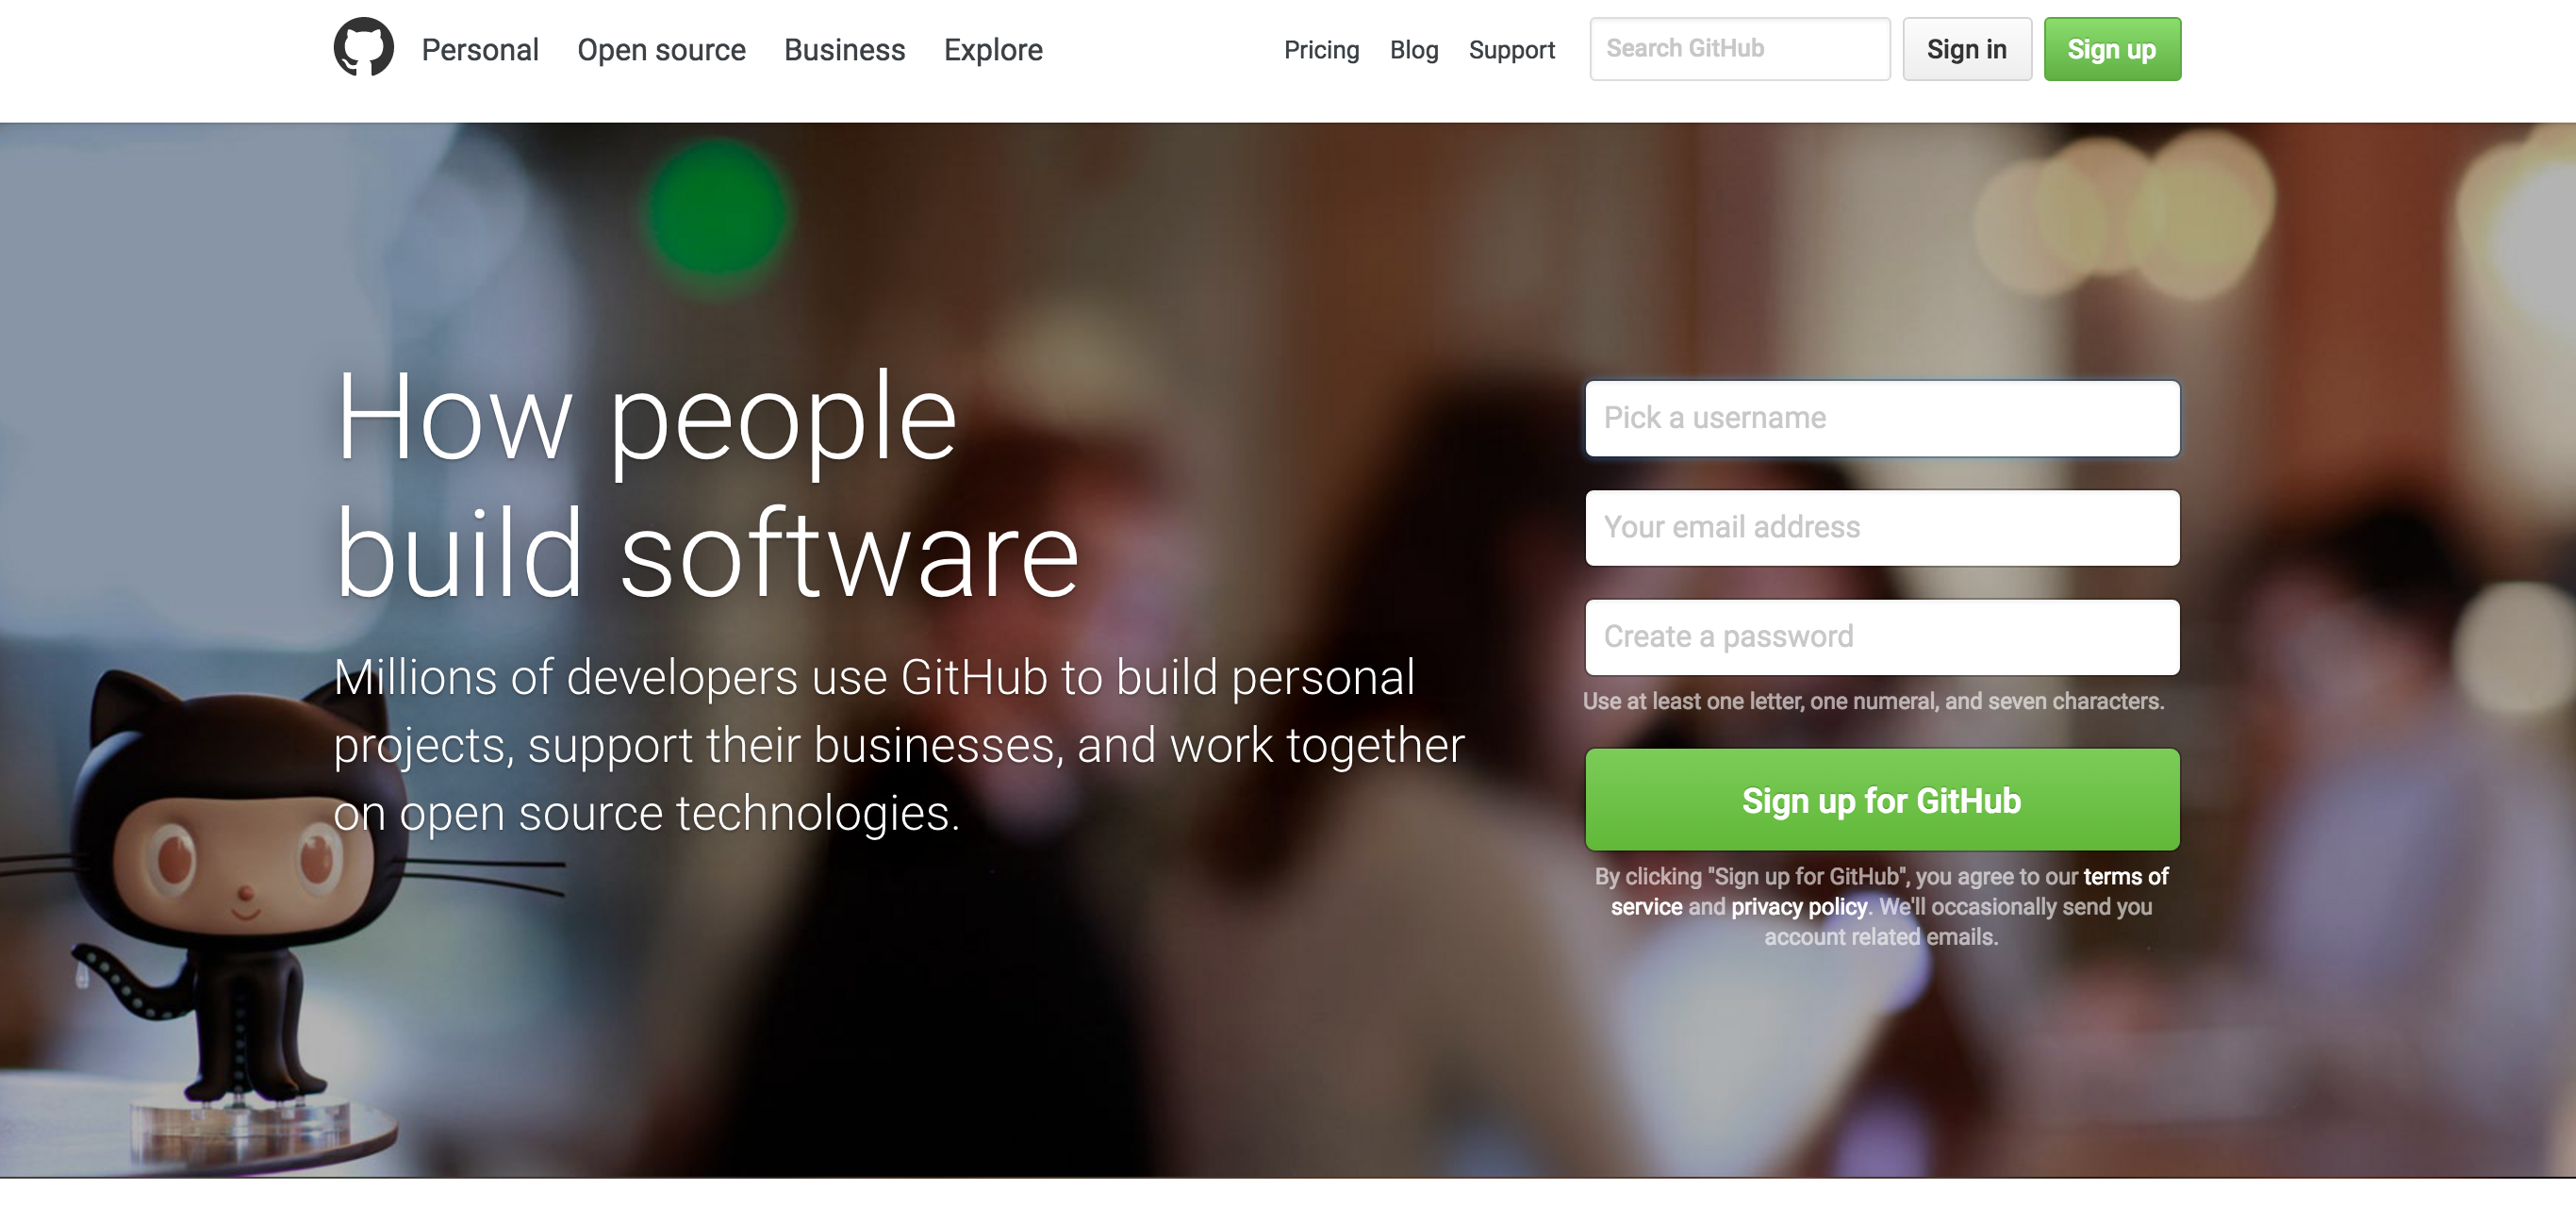 Personal Open source Business Explore Pricing Blog Support Search GitHub Sign in Sign up
How people
build software
Millions of developers use GitHub to build personal
projects, support their businesses, and work together
on open source technologies.
Pick a username
Your email address
Create a password
Use at least one letter, one numeral, and seven characters.
Sign up for GitHub
By clicking "Sign up for GitHub", you agree to our terms of
service and privacy policy. We'll occasionally send you
account related emails.